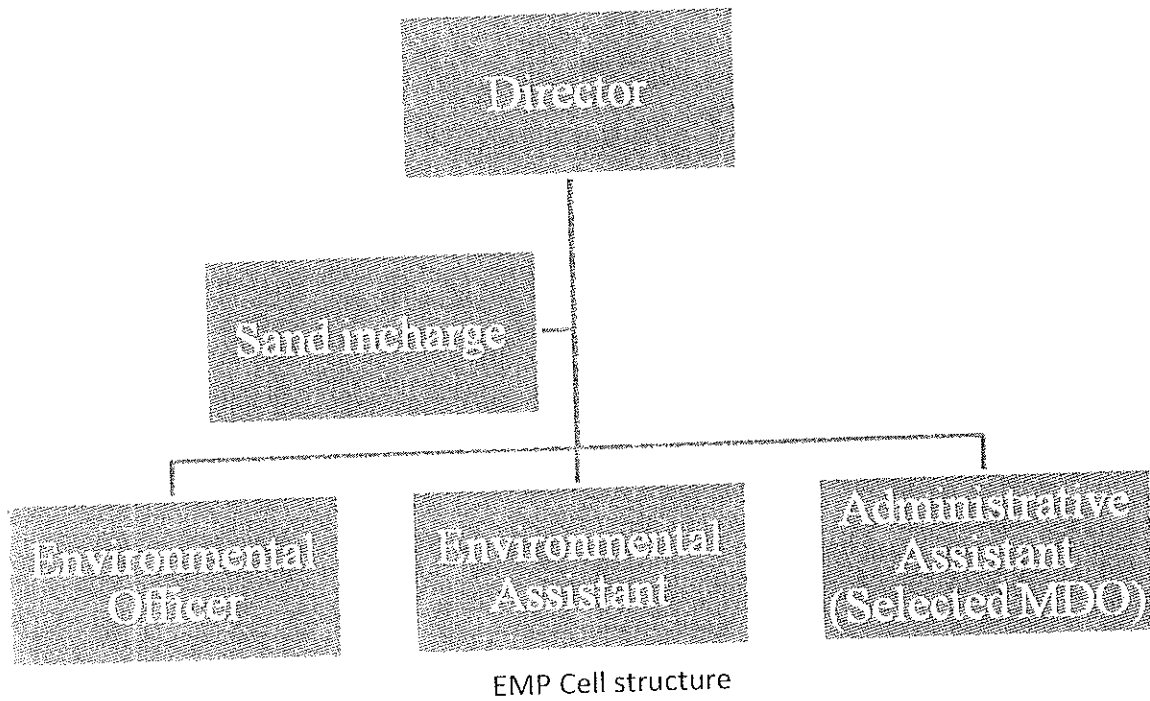 Director
Sand incharge
Environmental
Officer
Environmental
Assistant
Administrative
Assistant
(Selected MDO)
EMP Cell structure